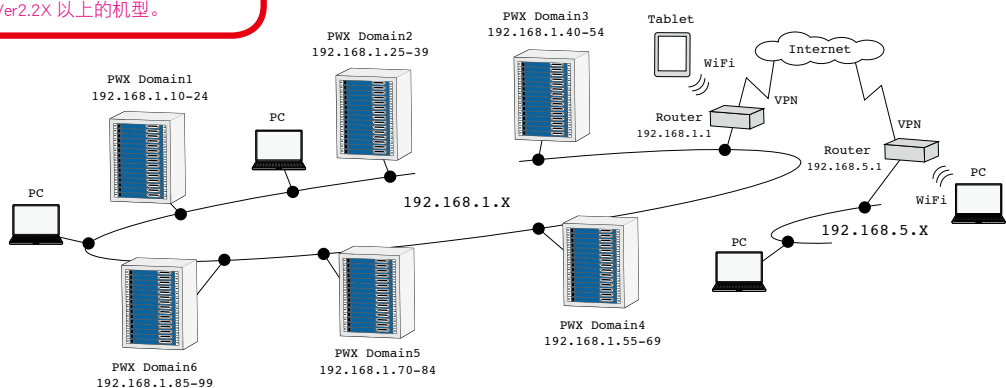 Ver2.2X 以上的机型。
PWX Domain3
192.168.1.40-54
Tablet
WiFi
Internet
PWX Domain2
192.168.1.25-39
PWX Domain1
192.168.1.10-24
PC
VPN
Router
192.168.1.1
VPN
Router
192.168.5.1
PC
WiFi
PC
192.168.1.X
192.168.5.X
PC
PWX Domain4
192.168.1.55-69
PWX Domain5
192.168.1.70-84
PWX Domain6
192.168.1.85-99